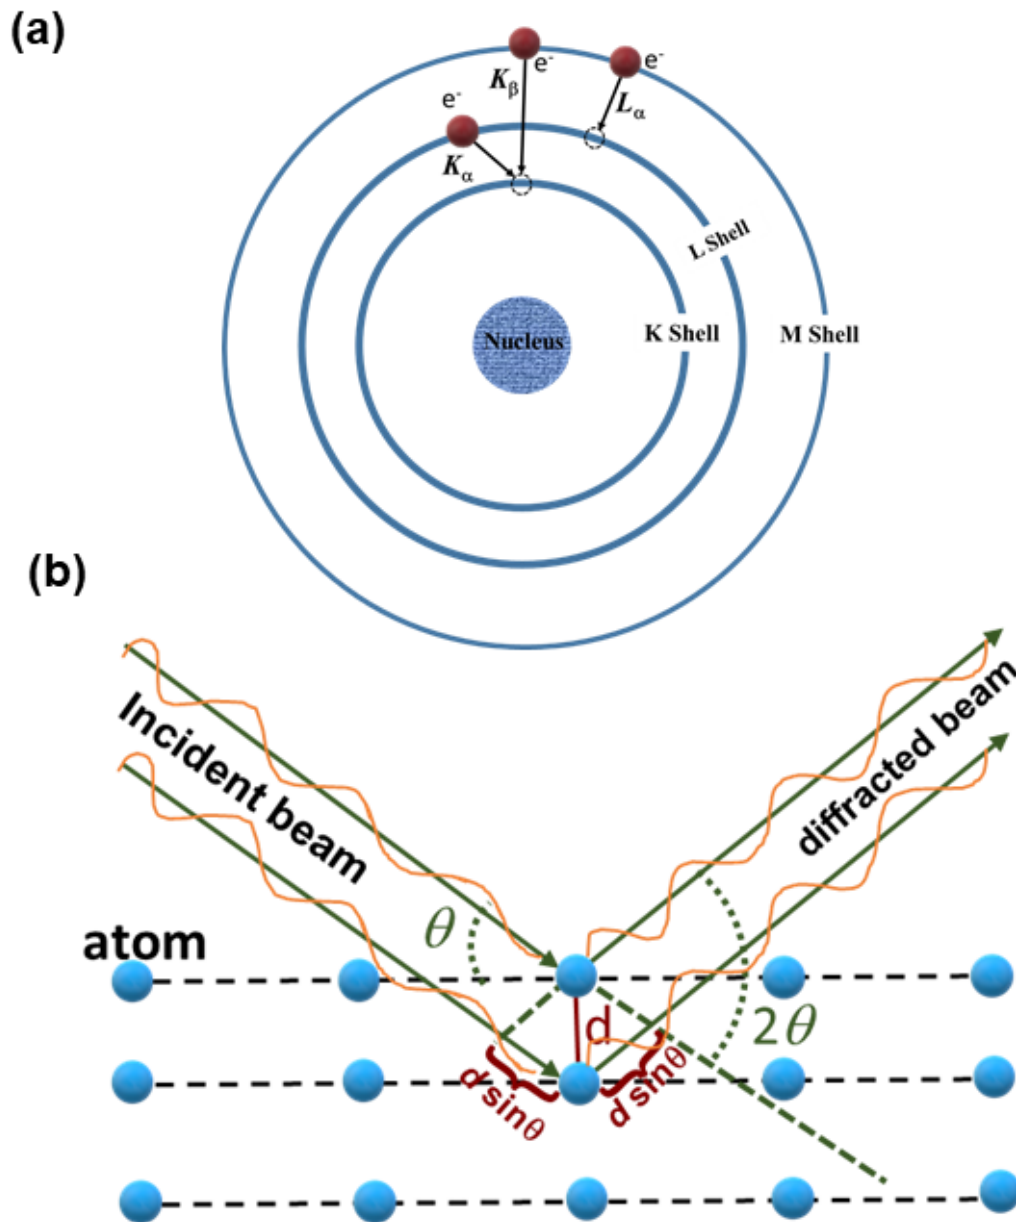 (a)
e-
e-
Kβ
Lα
e-
Kα
L Shell
Nucleus
K Shell
M Shell
(b)
Incident beam
diffracted beam
atom
θ
d
2θ
d sinθ
d sinθ